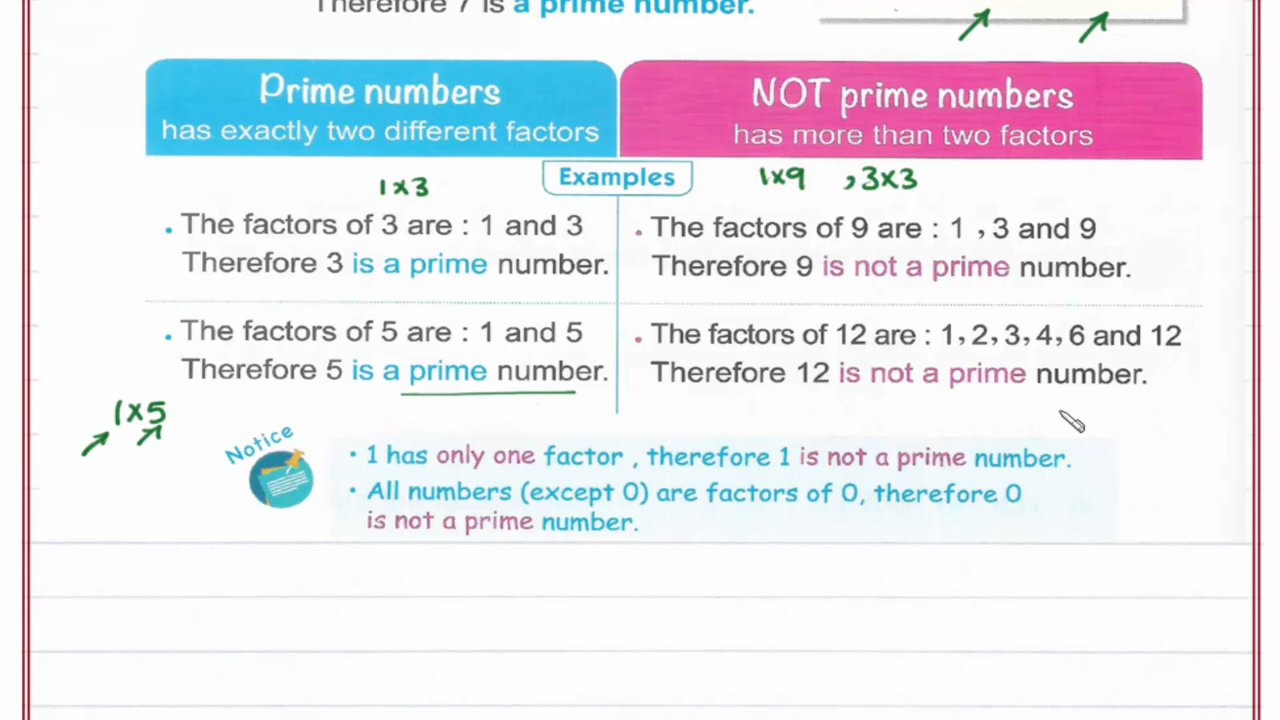 Therefore 7 is a prime number.
Prime numbers
has exactly two different factors
NOT prime numbers
has more than two factors
Examples
1x3
. The factors of 3 are : 1 and 3
Therefore 3 is a prime number.
1x9 , 3x3
. The factors of 9 are : 1 , 3 and 9
Therefore 9 is not a prime number.
. The factors of 5 are : 1 and 5
Therefore 5 is a prime number.
1x5
. The factors of 12 are : 1, 2, 3, 4, 6 and 12
Therefore 12 is not a prime number.
Notice
• 1 has only one factor , therefore 1 is not a prime number.
• All numbers (except 0) are factors of 0, therefore 0
is not a prime number.